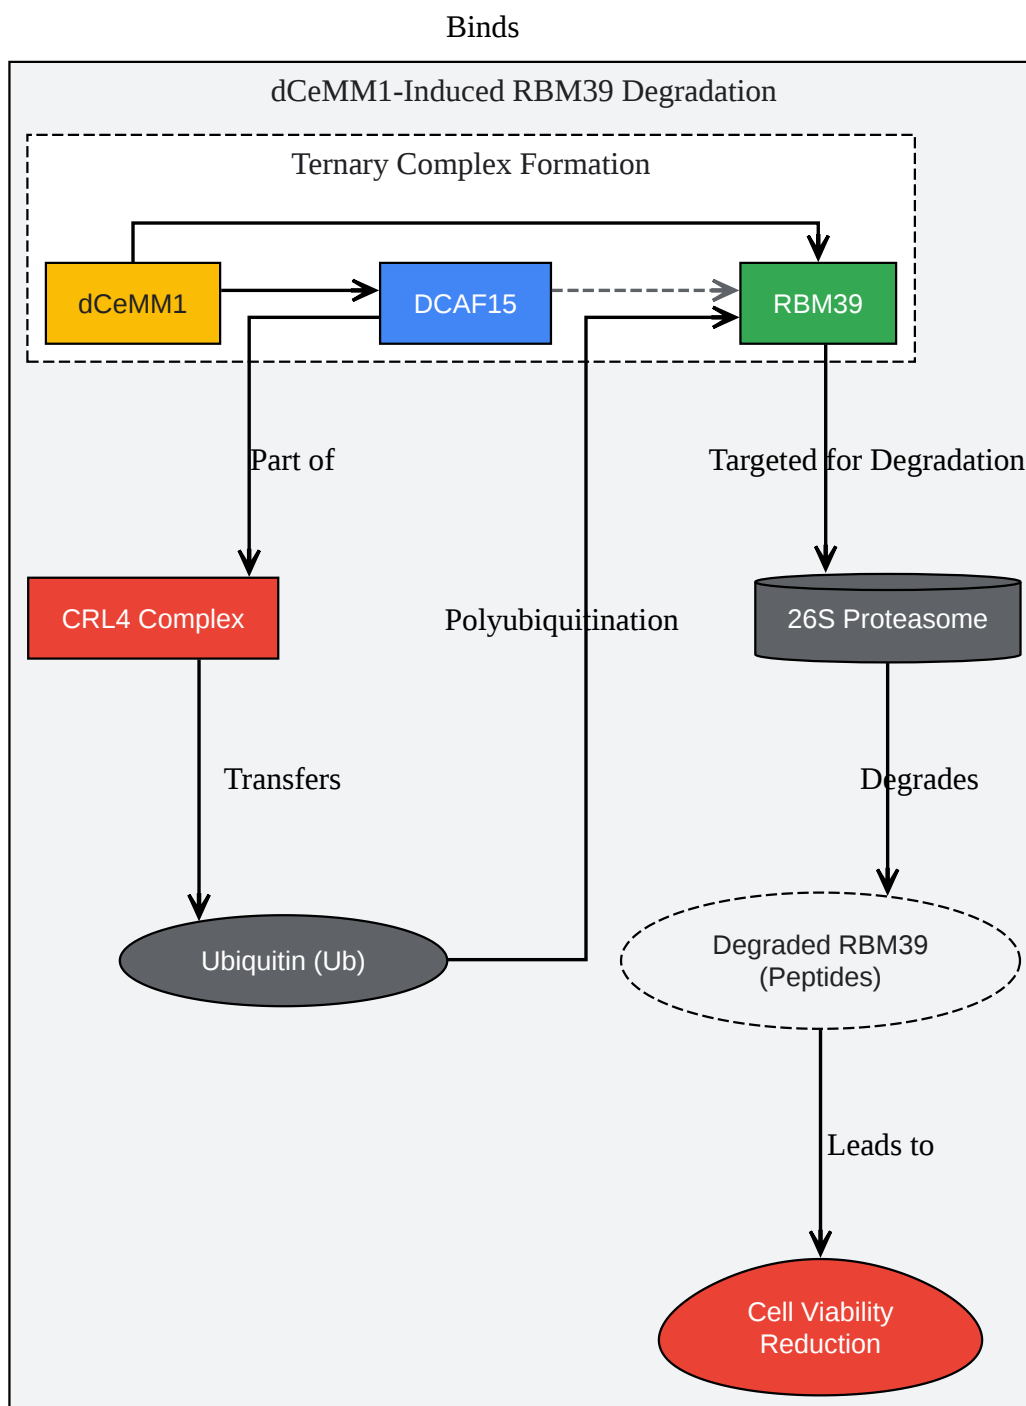 Binds
dCeMM1-Induced RBM39 Degradation
Ternary Complex Formation
dCeMM1
DCAF15
RBM39
Part of
Targeted for Degradation
CRL4 Complex
Polyubiquitination
26S Proteasome
Transfers
Degrades
Ubiquitin (Ub)
Degraded RBM39
(Peptides)
Leads to
Cell Viability
Reduction